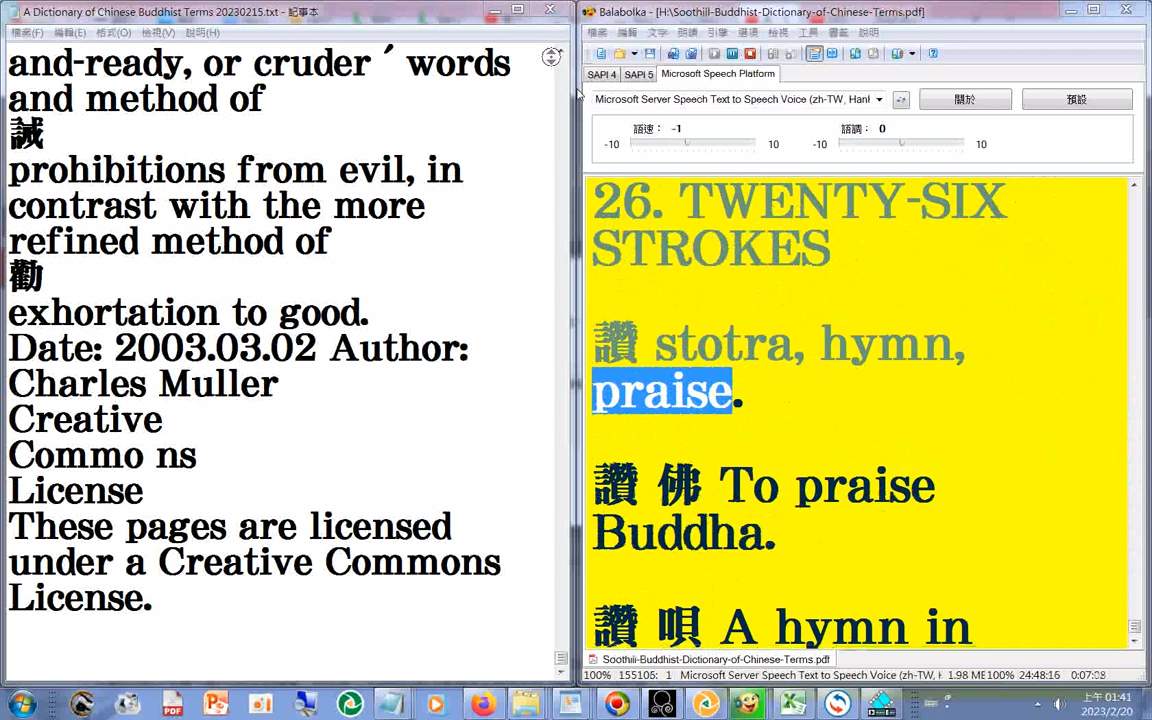 A Dictionary of Chinese Buddhist Terms 20230215.txt - 記事本
檔案(F) 編輯(E) 格式(O) 檢視(V) 說明(H)
and-ready, or cruder ˊ words
and method of
誡
prohibitions from evil, in
contrast with the more
refined method of
勸
exhortation to good.
Date: 2003.03.02 Author:
Charles Muller
Creative
Commo ns
License
These pages are licensed
under a Creative Commons
License.
Balabolka - [H:\Soothill-Buddhist-Dictionary-of-Chinese-Terms.pdf]
檔案 編輯 文字 朗讀 引擎 選項 檢視 工具 書籤 說明
SAPI 4 SAPI 5 Microsoft Speech Platform
Microsoft Server Speech Text to Speech Voice (zh-TW, Hanl 關於 預設
語速： -1 語調： 0
-10 10 -10 10
26. TWENTY-SIX
STROKES
讚 stotra, hymn,
praise.
讚 佛 To praise
Buddha.
讚 唄 A hymn in
Soothill-Buddhist-Dictionary-of-Chinese-Terms.pdf
100% 155105: 1 Microsoft Server Speech Text to Speech Voice (zh-TW, H 1.98 ME 100% 24:48:16 0:07:08
上午 01:41
2023/2/20